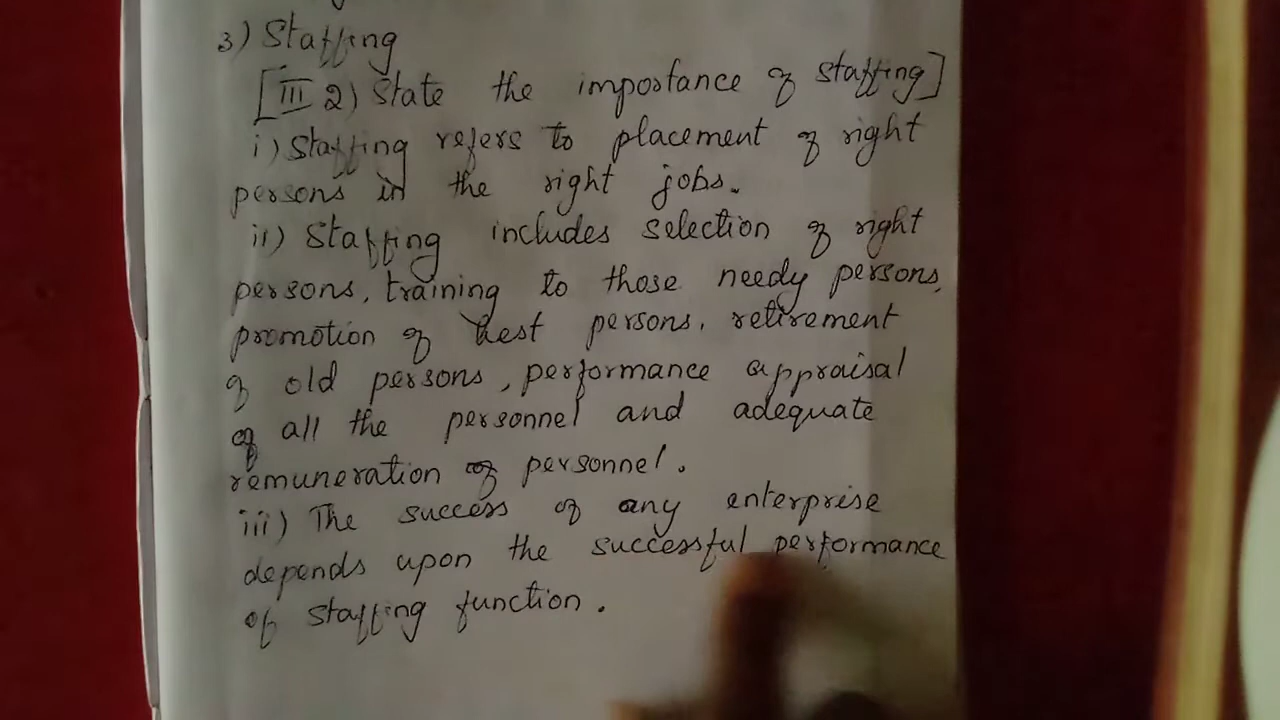 3) Staffing
[III 2) State the importance of staffing]
i) Staffing refers to placement of right
persons in the right jobs.
ii) Staffing includes selection of right
persons, training to those needy persons,
promotion of best persons, retirement
of old persons, performance appraisal
of all the personnel and adequate
remuneration of personnel.
iii) The success of any enterprise
depends upon the successful performance
of staffing function.